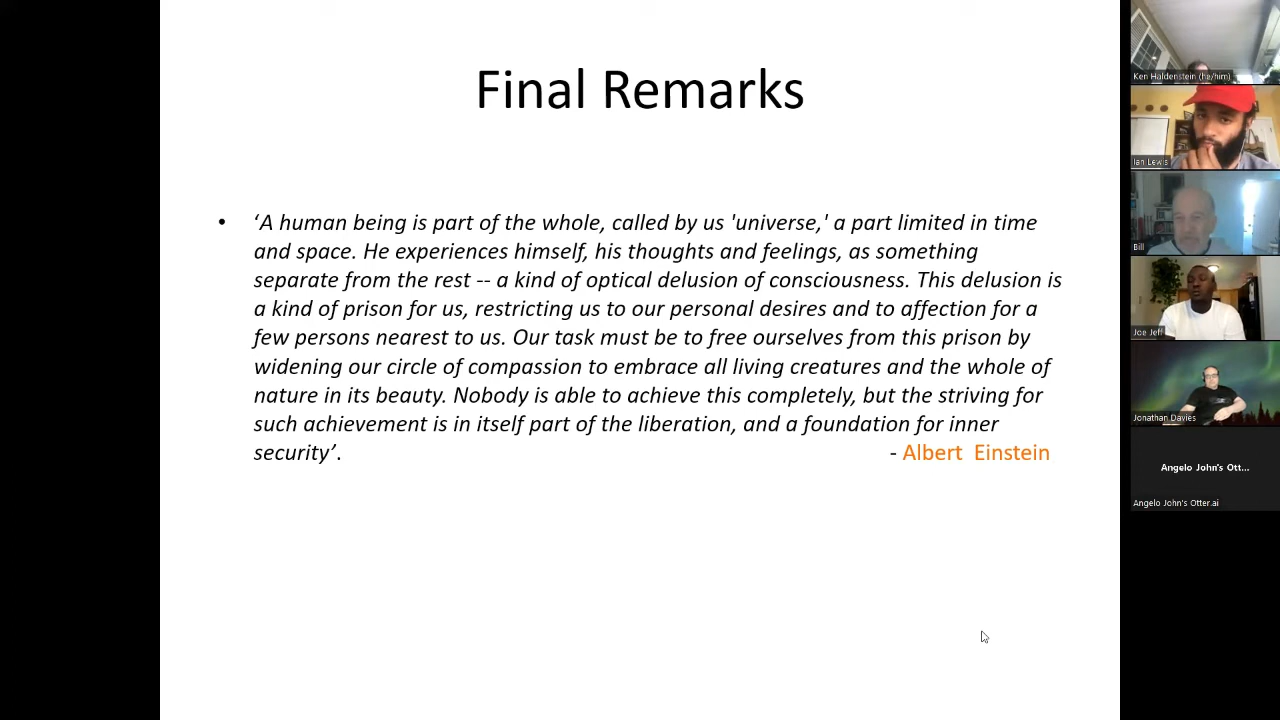 Final Remarks
• ‘A human being is part of the whole, called by us 'universe,' a part limited in time
and space. He experiences himself, his thoughts and feelings, as something
separate from the rest -- a kind of optical delusion of consciousness. This delusion is
a kind of prison for us, restricting us to our personal desires and to affection for a
few persons nearest to us. Our task must be to free ourselves from this prison by
widening our circle of compassion to embrace all living creatures and the whole of
nature in its beauty. Nobody is able to achieve this completely, but the striving for
such achievement is in itself part of the liberation, and a foundation for inner
security’. - Albert Einstein
Ken Haldenstein (he/him)
Ian Lewis
Bill
Joe Jeff
Jonathan Davies
Angelo John's Ott...
Angelo John's Otter.ai